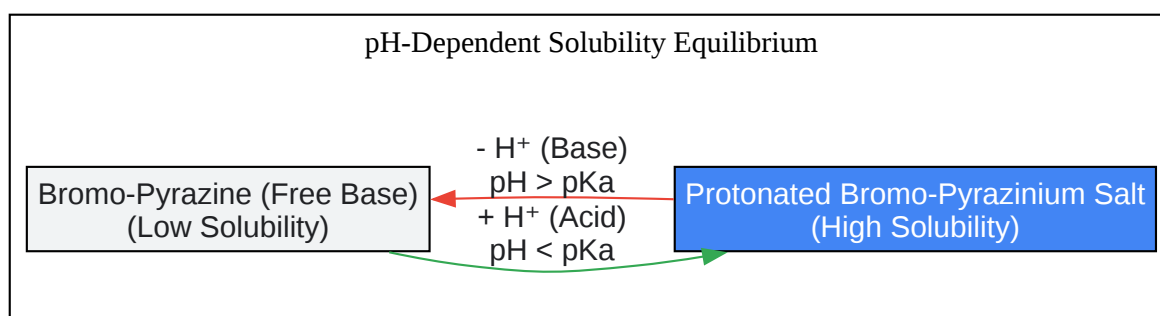 pH-Dependent Solubility Equilibrium
- H⁺ (Base)
pH > pKa
Bromo-Pyrazine (Free Base)
(Low Solubility)
+ H⁺ (Acid)
pH < pKa
Protonated Bromo-Pyrazinium Salt
(High Solubility)